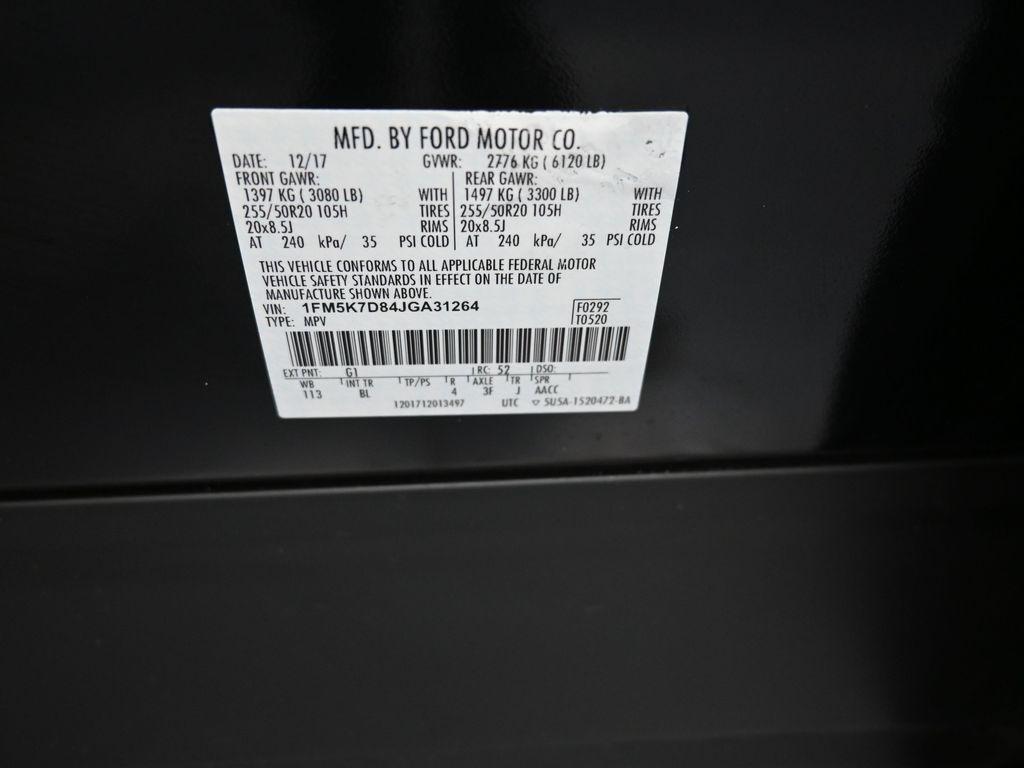 MFD. BY FORD MOTOR CO.
DATE: 12/17 GVWR: 2776 KG ( 6120 LB)
FRONT GAWR: REAR GAWR:
1397 KG ( 3080 LB) WITH 1497 KG ( 3300 LB) WITH
255/50R20 105H TIRES 255/50R20 105H TIRES
20x8.5J RIMS 20x8.5J RIMS
AT 240 kPa/ 35 PSI COLD AT 240 kPa/ 35 PSI COLD
THIS VEHICLE CONFORMS TO ALL APPLICABLE FEDERAL MOTOR
VEHICLE SAFETY STANDARDS IN EFFECT ON THE DATE OF
MANUFACTURE SHOWN ABOVE.
VIN: 1FM5K7D84JGA31264 F0292
TYPE: MPV T0520
EXT PNT: G1 RC: 52 DSO:
WB INT TR TP/PS R AXLE TR SPR
113 BL 4 3F J AACC
1201712013497 UTC ▽ 5U5A-1520472-BA